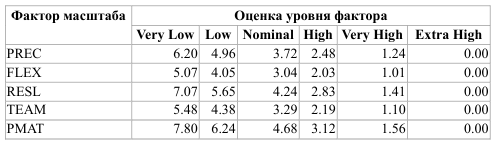 Фактор масштаба Оценка уровня фактора
Very Low Low Nominal High Very High Extra High
PREC 6.20 4.96 3.72 2.48 1.24 0.00
FLEX 5.07 4.05 3.04 2.03 1.01 0.00
RESL 7.07 5.65 4.24 2.83 1.41 0.00
TEAM 5.48 4.38 3.29 2.19 1.10 0.00
PMAT 7.80 6.24 4.68 3.12 1.56 0.00